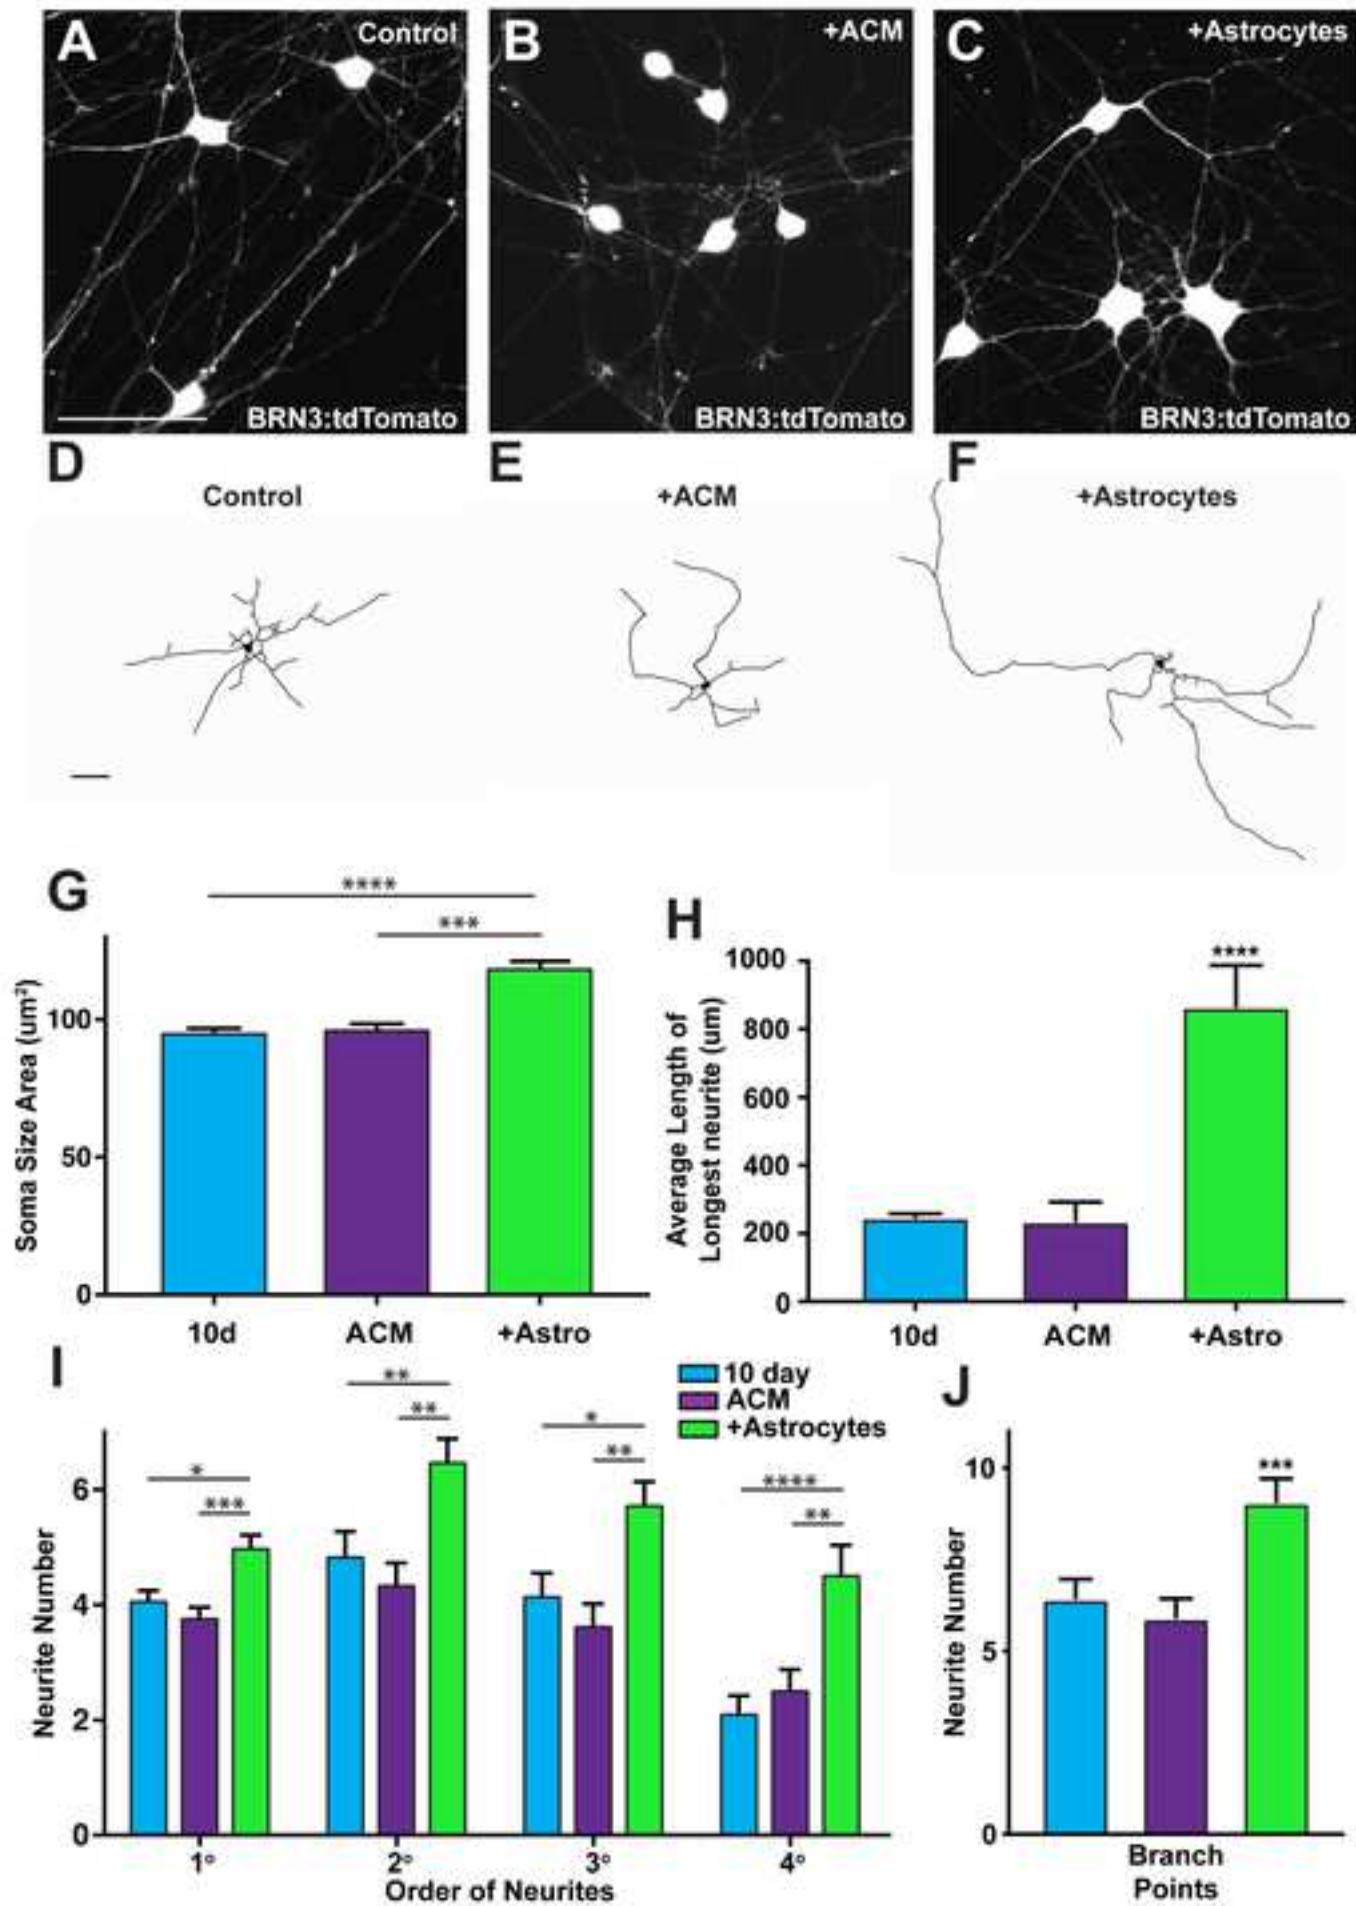 A
Control
BRN3:tdTomato
B
+ACM
BRN3:tdTomato
C
+Astrocytes
BRN3:tdTomato
D
Control
E
+ACM
F
+Astrocytes
G
****
***
Soma Size Area (um²)
100
50
0
10d ACM +Astro
H
****
Average Length of
Longest neurite (um)
1000
800
600
400
200
0
10d ACM +Astro
I
10 day
ACM
+Astrocytes
*
***
**
**
*
**
****
**
Neurite Number
6
4
2
0
1° 2° 3° 4°
Order of Neurites
J
***
Neurite Number
10
5
0
Branch
Points